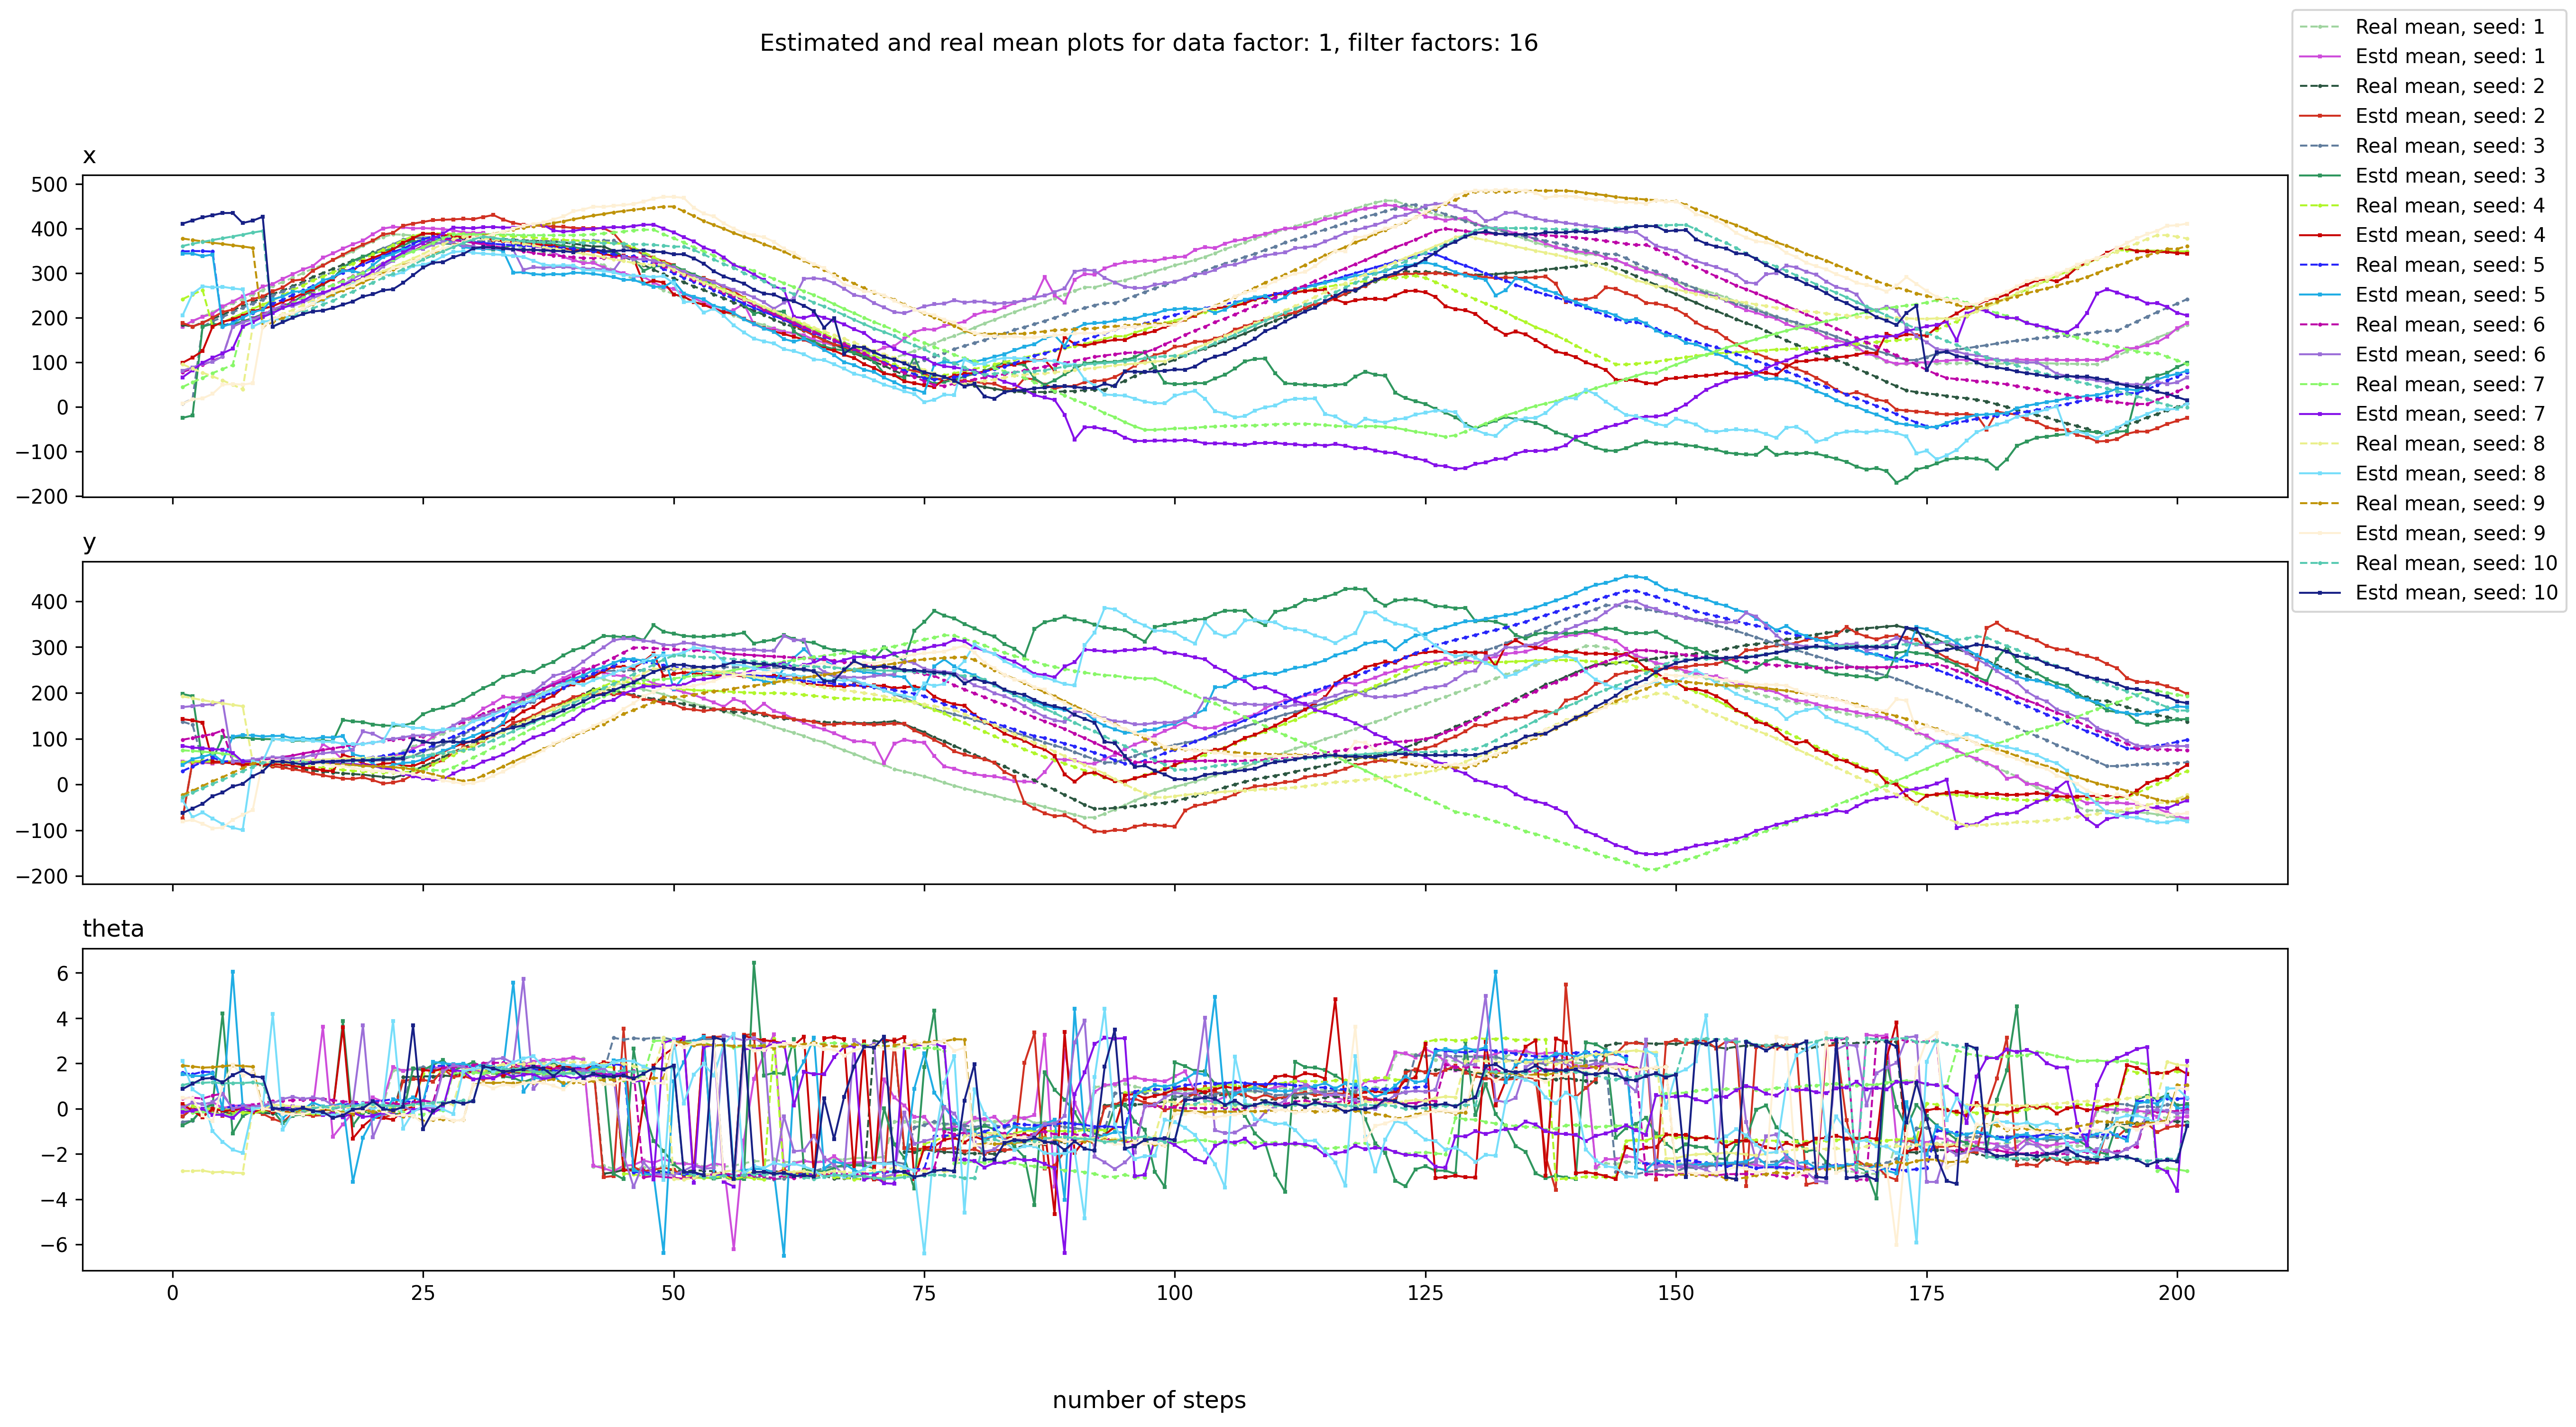 Estimated and real mean plots for data factor: 1, filter factors: 16
Real mean, seed: 1
Estd mean, seed: 1
Real mean, seed: 2
Estd mean, seed: 2
Real mean, seed: 3
Estd mean, seed: 3
Real mean, seed: 4
Estd mean, seed: 4
Real mean, seed: 5
Estd mean, seed: 5
Real mean, seed: 6
Estd mean, seed: 6
Real mean, seed: 7
Estd mean, seed: 7
Real mean, seed: 8
Estd mean, seed: 8
Real mean, seed: 9
Estd mean, seed: 9
Real mean, seed: 10
Estd mean, seed: 10
x
500
400
300
200
100
0
−100
−200
y
400
300
200
100
0
−100
−200
theta
6
4
2
0
−2
−4
−6
0 25 50 75 100 125 150 175 200
number of steps